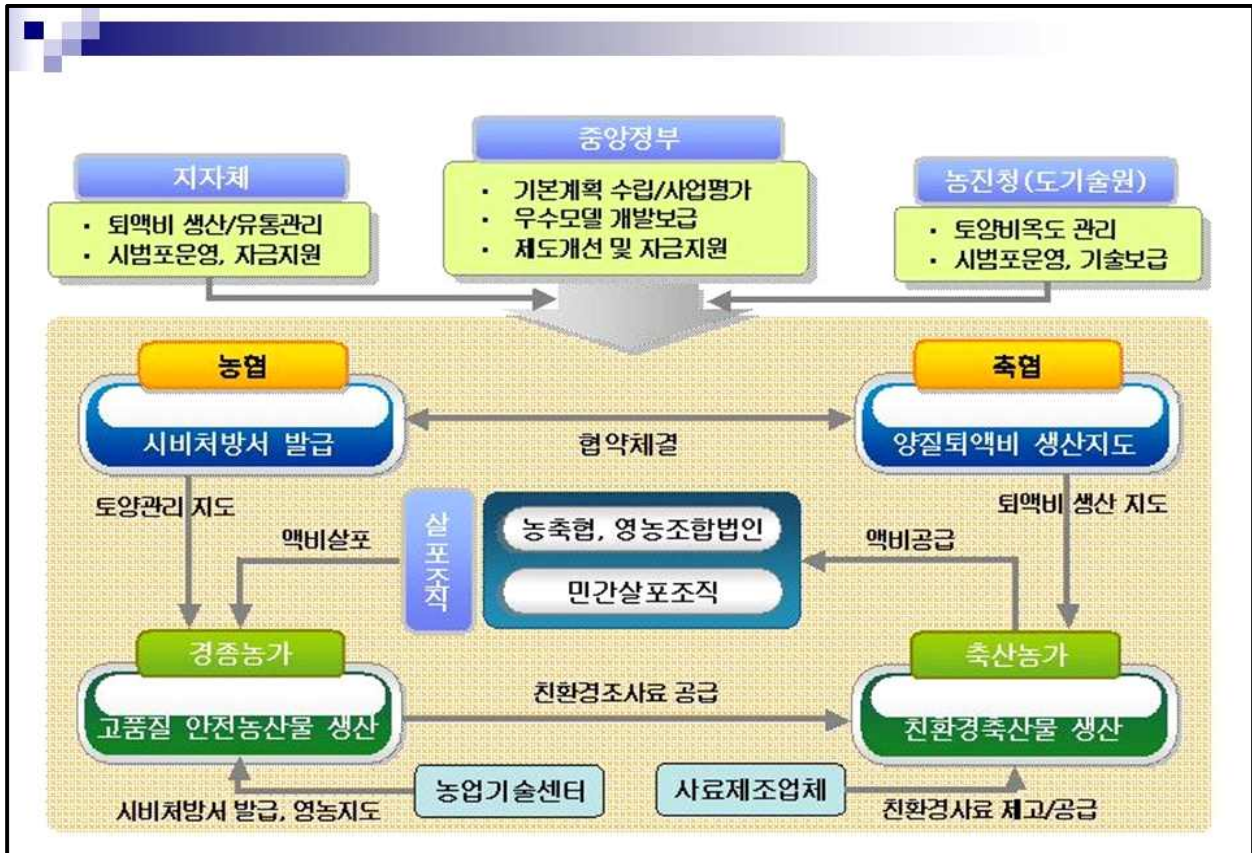 중앙정부
지자체
농진청(도기술원)
▪ 기본계획 수립/사업평가
▪ 우수모델 개발보급
▪ 제도개선 및 자금지원
▪ 퇴액비 생산/유통관리
▪ 시범포운영, 자금지원
▪ 토양비옥도 관리
▪ 시범포운영, 기술보급
농협
축협
시비처방서 발급
협약체결
양질퇴액비 생산지도
토양관리 지도
퇴액비 생산 지도
액비살포
살포조직
농축협, 영농조합법인
민간살포조직
액비공급
경종농가
축산농가
고품질 안전농산물 생산
친환경조사료 공급
친환경축산물 생산
농업기술센터
사료제조업체
시비처방서 발급, 영농지도
친환경사료 제고/공급